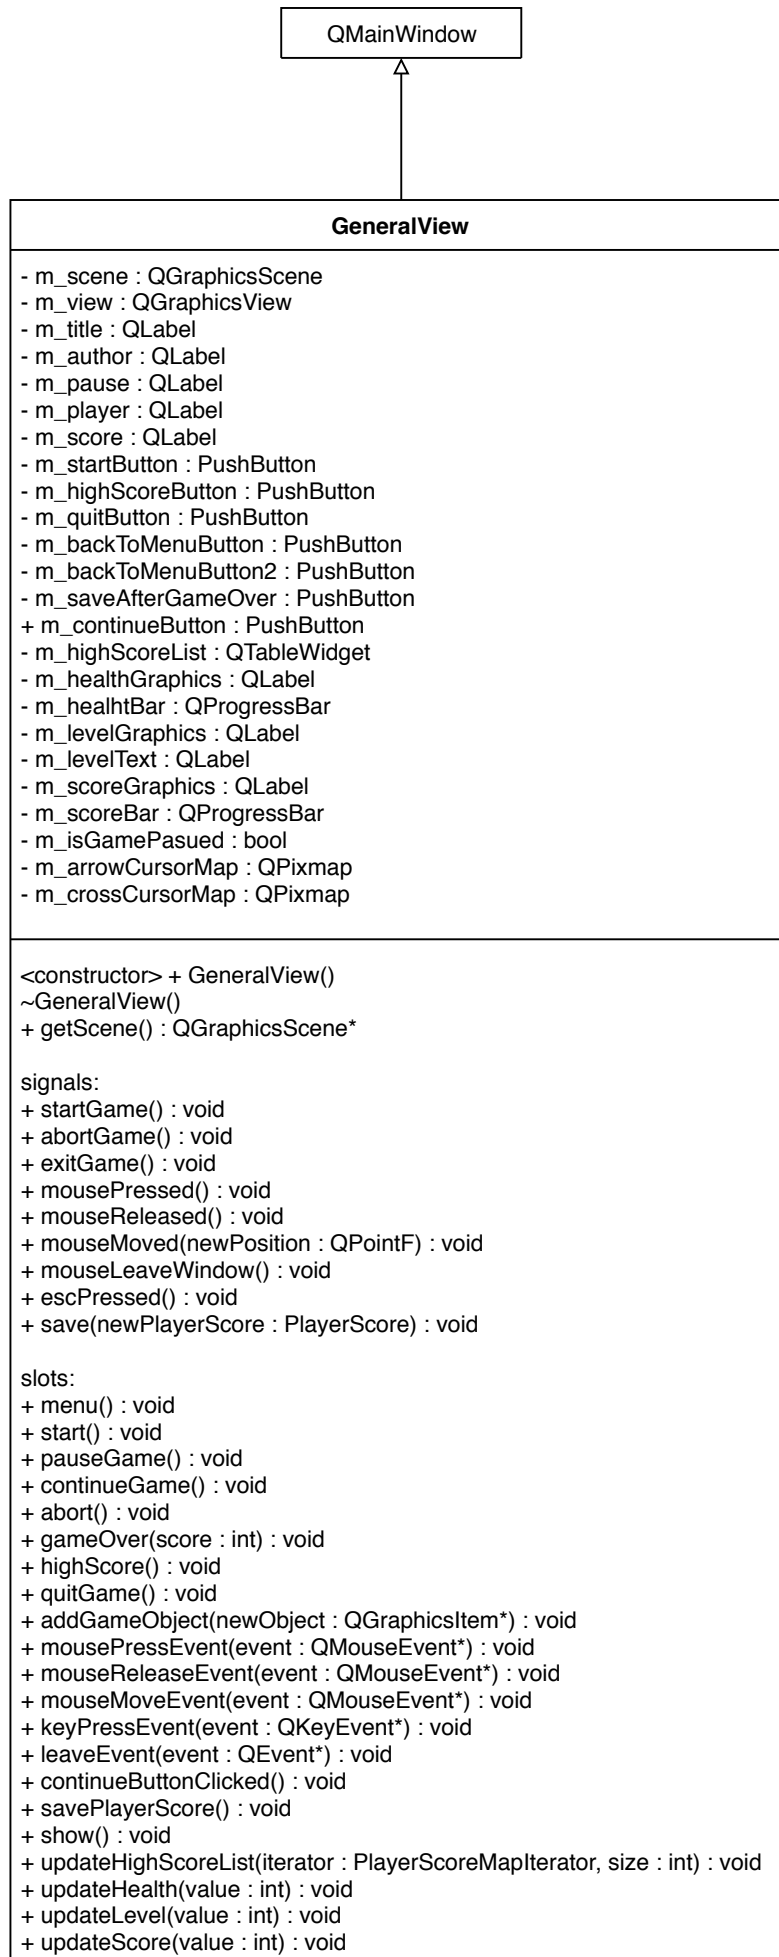 QMainWindow
GeneralView
- m_scene : QGraphicsScene
- m_view : QGraphicsView
- m_title : QLabel
- m_author : QLabel
- m_pause : QLabel
- m_player : QLabel
- m_score : QLabel
- m_startButton : PushButton
- m_highScoreButton : PushButton
- m_quitButton : PushButton
- m_backToMenuButton : PushButton
- m_backToMenuButton2 : PushButton
- m_saveAfterGameOver : PushButton
+ m_continueButton : PushButton
- m_highScoreList : QTableWidget
- m_healthGraphics : QLabel
- m_healhtBar : QProgressBar
- m_levelGraphics : QLabel
- m_levelText : QLabel
- m_scoreGraphics : QLabel
- m_scoreBar : QProgressBar
- m_isGamePasued : bool
- m_arrowCursorMap : QPixmap
- m_crossCursorMap : QPixmap
<constructor> + GeneralView()
~GeneralView()
+ getScene() : QGraphicsScene*
signals:
+ startGame() : void
+ abortGame() : void
+ exitGame() : void
+ mousePressed() : void
+ mouseReleased() : void
+ mouseMoved(newPosition : QPointF) : void
+ mouseLeaveWindow() : void
+ escPressed() : void
+ save(newPlayerScore : PlayerScore) : void
slots:
+ menu() : void
+ start() : void
+ pauseGame() : void
+ continueGame() : void
+ abort() : void
+ gameOver(score : int) : void
+ highScore() : void
+ quitGame() : void
+ addGameObject(newObject : QGraphicsItem*) : void
+ mousePressEvent(event : QMouseEvent*) : void
+ mouseReleaseEvent(event : QMouseEvent*) : void
+ mouseMoveEvent(event : QMouseEvent*) : void
+ keyPressEvent(event : QKeyEvent*) : void
+ leaveEvent(event : QEvent*) : void
+ continueButtonClicked() : void
+ savePlayerScore() : void
+ show() : void
+ updateHighScoreList(iterator : PlayerScoreMapIterator, size : int) : void
+ updateHealth(value : int) : void
+ updateLevel(value : int) : void
+ updateScore(value : int) : void